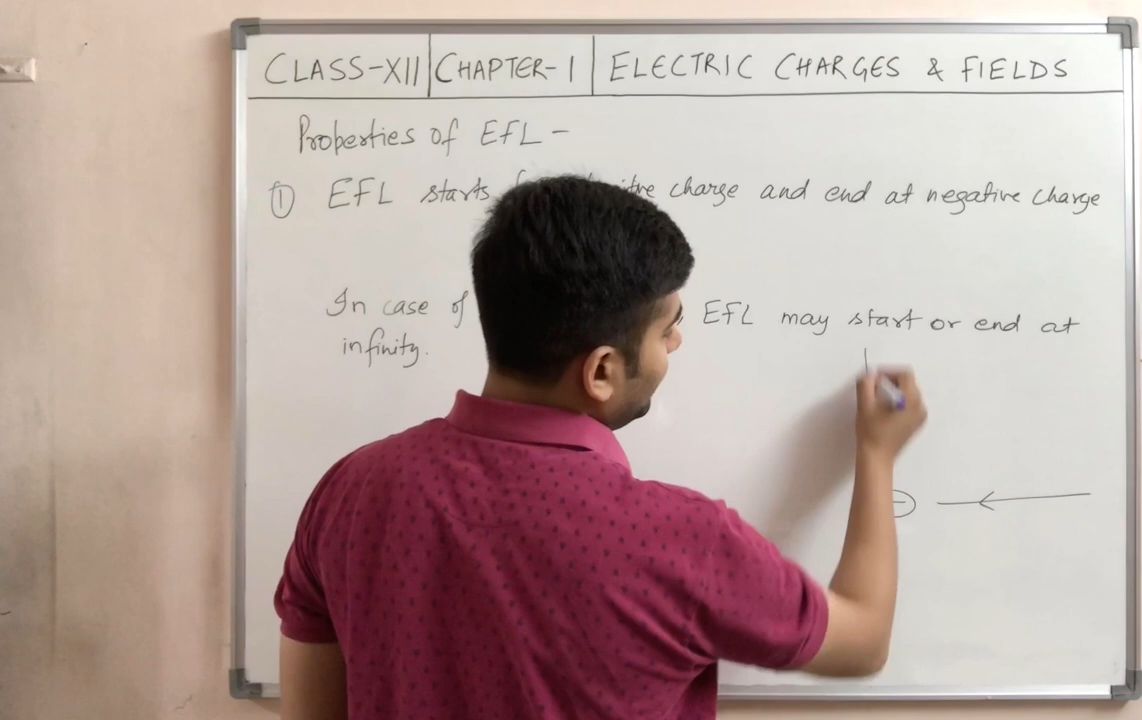 CLASS-XII CHAPTER-1 ELECTRIC CHARGES & FIELDS
Properties of EFL-
① EFL starts charge and end at negative charge
In case of EFL may start or end at
infinity.
−